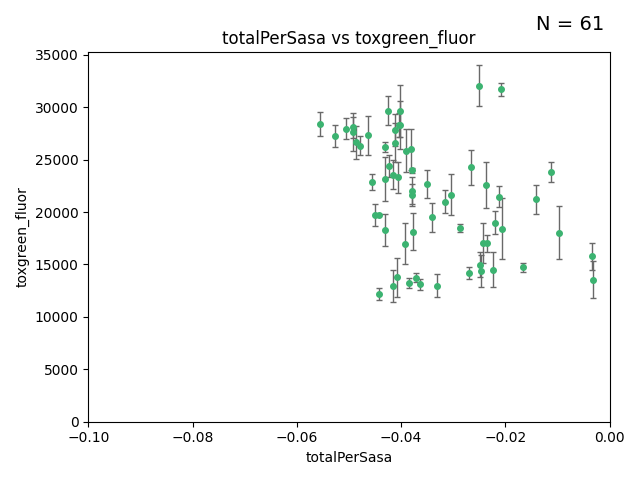 N = 61
totalPerSasa vs toxgreen_fluor
35000
30000
25000
20000
15000
10000
5000
0
toxgreen_fluor
−0.10 −0.08 −0.06 −0.04 −0.02 0.00
totalPerSasa